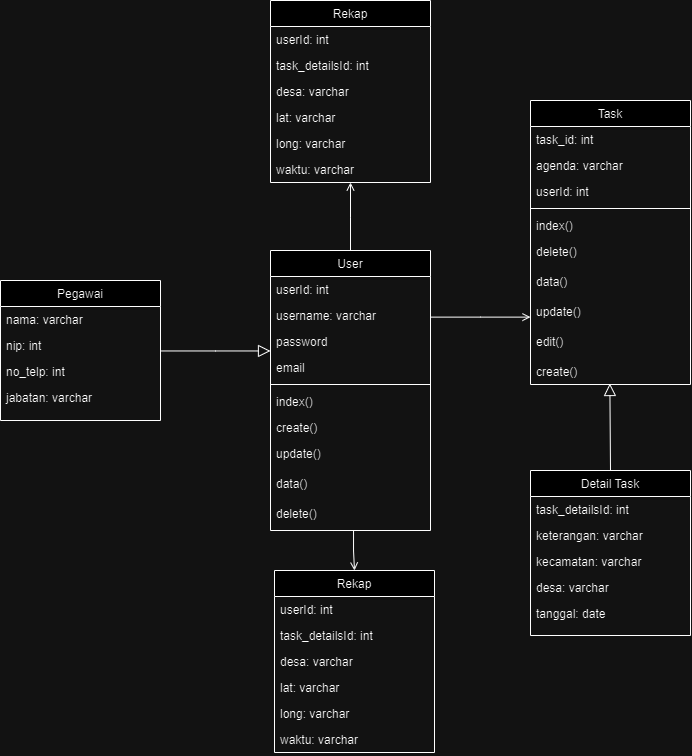 Rekap
userId: int
task_detailsId: int
desa: varchar
lat: varchar
long: varchar
waktu: varchar
Task
task_id: int
agenda: varchar
userId: int
index()
delete()
data()
update()
edit()
create()
User
userId: int
username: varchar
password
email
index()
create()
update()
data()
delete()
Pegawai
nama: varchar
nip: int
no_telp: int
jabatan: varchar
Detail Task
task_detailsId: int
keterangan: varchar
kecamatan: varchar
desa: varchar
tanggal: date
Rekap
userId: int
task_detailsId: int
desa: varchar
lat: varchar
long: varchar
waktu: varchar